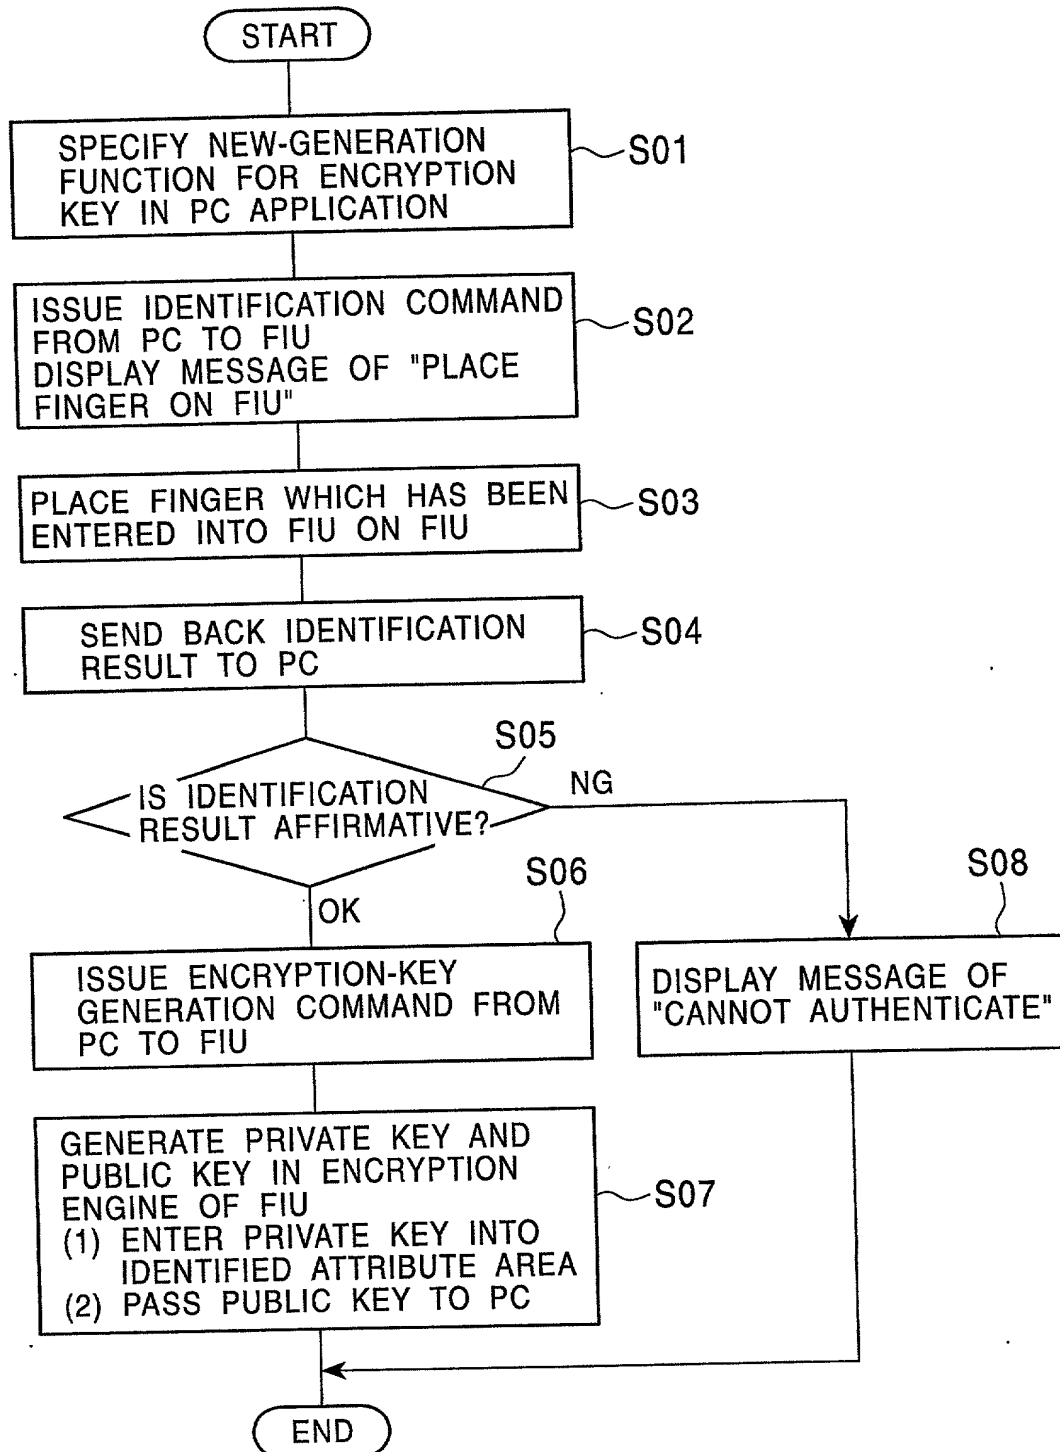 START
SPECIFY NEW-GENERATION
FUNCTION FOR ENCRYPTION
KEY IN PC APPLICATION
S01
ISSUE IDENTIFICATION COMMAND
FROM PC TO FIU
DISPLAY MESSAGE OF "PLACE
FINGER ON FIU"
S02
PLACE FINGER WHICH HAS BEEN
ENTERED INTO FIU ON FIU
S03
SEND BACK IDENTIFICATION
RESULT TO PC
S04
S05
IS IDENTIFICATION
RESULT AFFIRMATIVE?
NG
OK
S06
ISSUE ENCRYPTION-KEY
GENERATION COMMAND FROM
PC TO FIU
S08
DISPLAY MESSAGE OF
"CANNOT AUTHENTICATE"
GENERATE PRIVATE KEY AND
PUBLIC KEY IN ENCRYPTION
ENGINE OF FIU
(1) ENTER PRIVATE KEY INTO
IDENTIFIED ATTRIBUTE AREA
(2) PASS PUBLIC KEY TO PC
S07
END